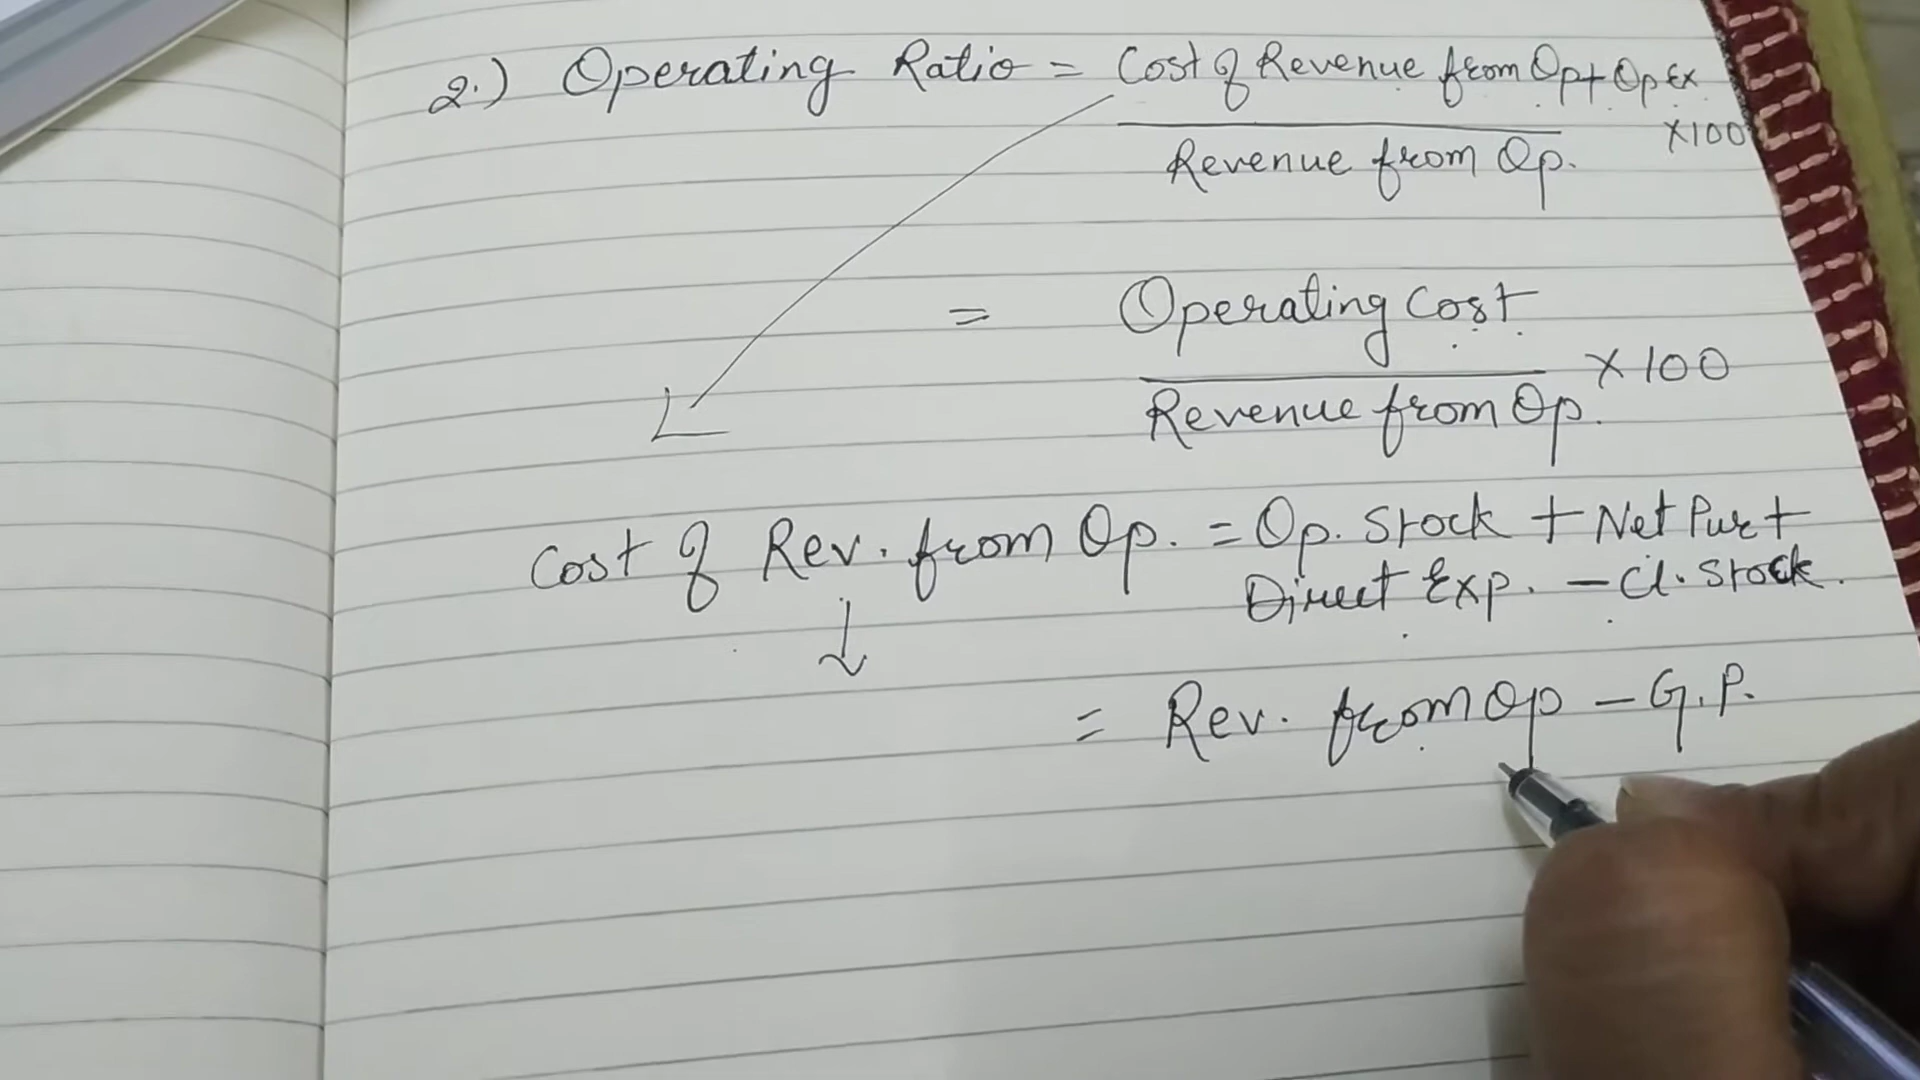 2.) Operating Ratio = Cost of Revenue from Op + Op Ex
Revenue from Op. ×100
= Operating Cost
Revenue from Op. × 100
Cost of Rev. from Op. = Op. Stock + Net Pur +
Direct Exp. - Cl. Stock.
= Rev. from Op - G.P.